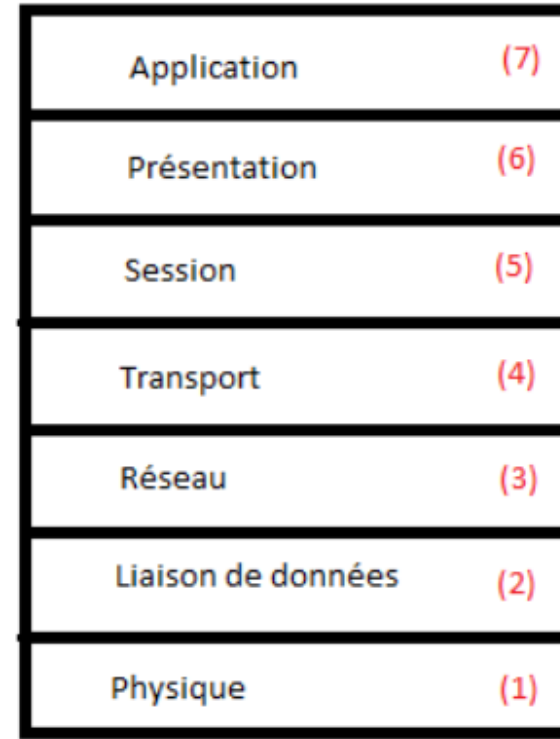 Application (7)
Présentation (6)
Session (5)
Transport (4)
Réseau (3)
Liaison de données (2)
Physique (1)